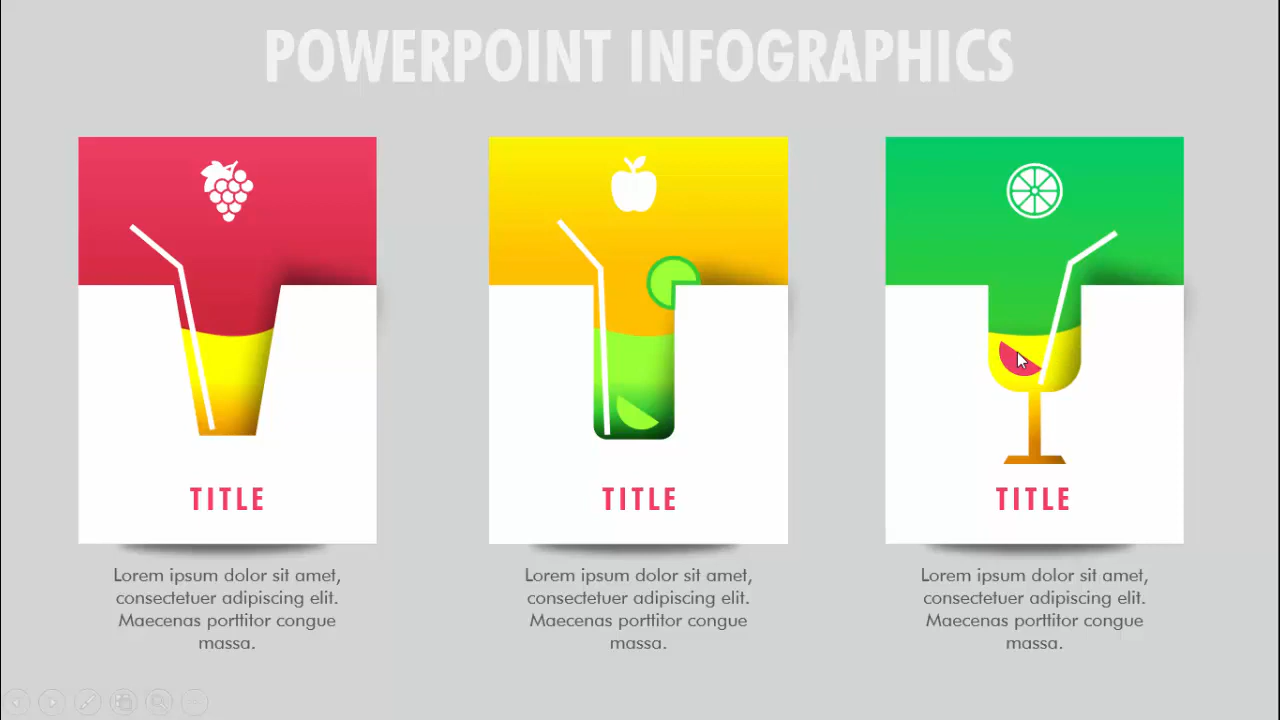 POWERPOINT INFOGRAPHICS
TITLE
Lorem ipsum dolor sit amet,
consectetuer adipiscing elit.
Maecenas porttitor congue
massa.
TITLE
Lorem ipsum dolor sit amet,
consectetuer adipiscing elit.
Maecenas porttitor congue
massa.
TITLE
Lorem ipsum dolor sit amet,
consectetuer adipiscing elit.
Maecenas porttitor congue
massa.